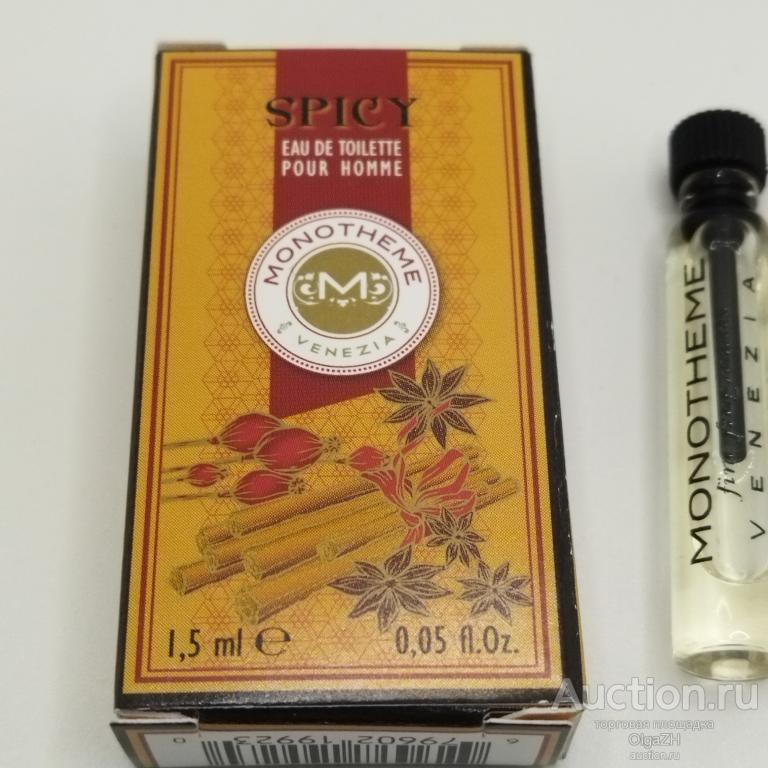 SPICY
EAU DE TOILETTE
POUR HOMME
MONOTHEME
M
VENEZIA
1,5 ml ℮
0,05 fl.Oz.
MONOTHEME
fine fragrances
VENEZIA
Auction.ru
торговая площадка
OlgaZH
auction.ru